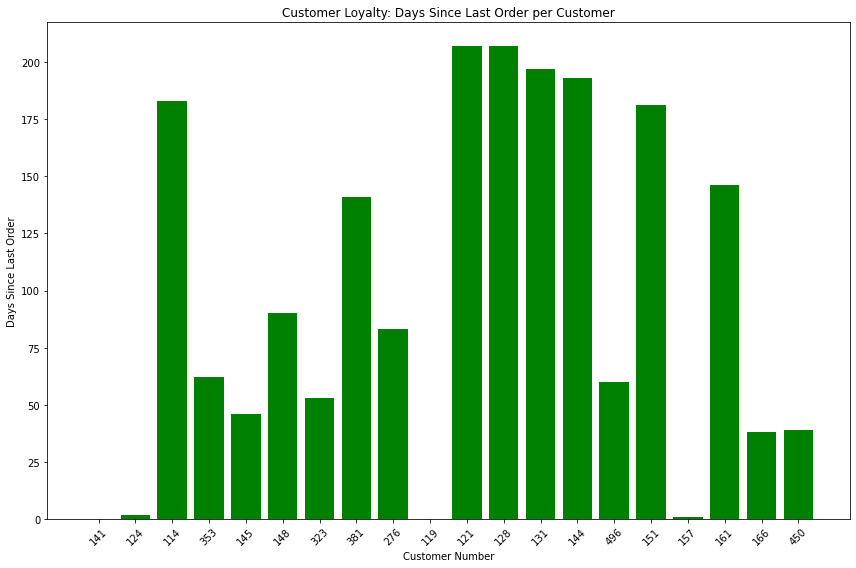 Customer Loyalty: Days Since Last Order per Customer
Days Since Last Order
200
175
150
125
100
75
50
25
0
141 124 114 353 145 148 323 381 276 119 121 128 131 144 496 151 157 161 166 450
Customer Number